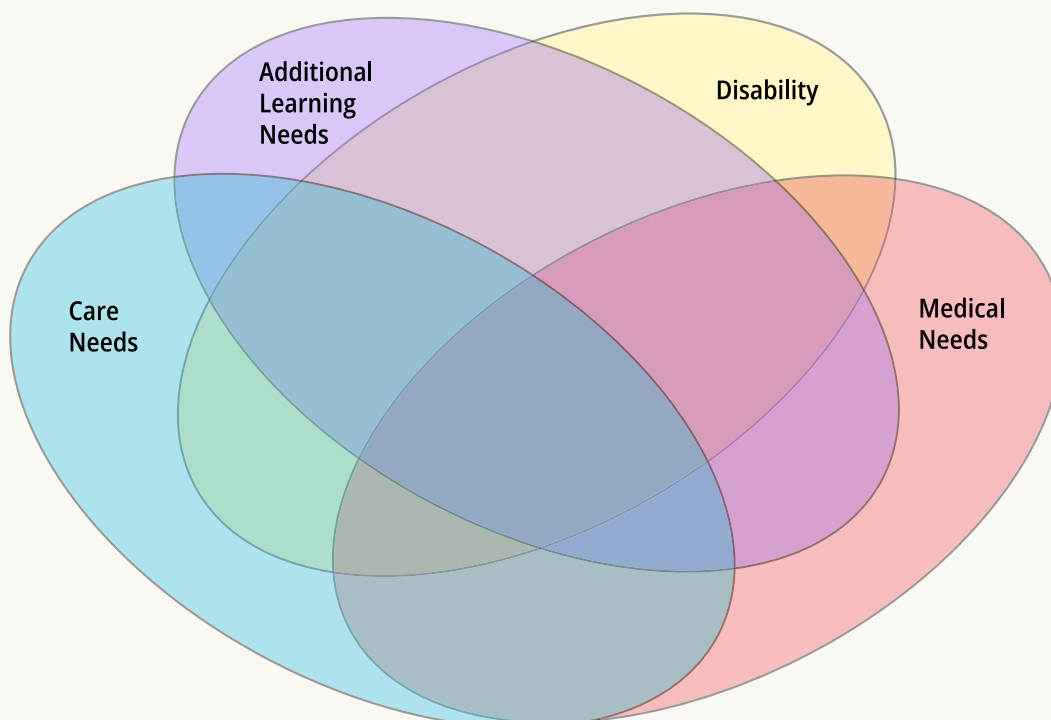 Additional
Learning
Needs
Disability
Care
Needs
Medical
Needs